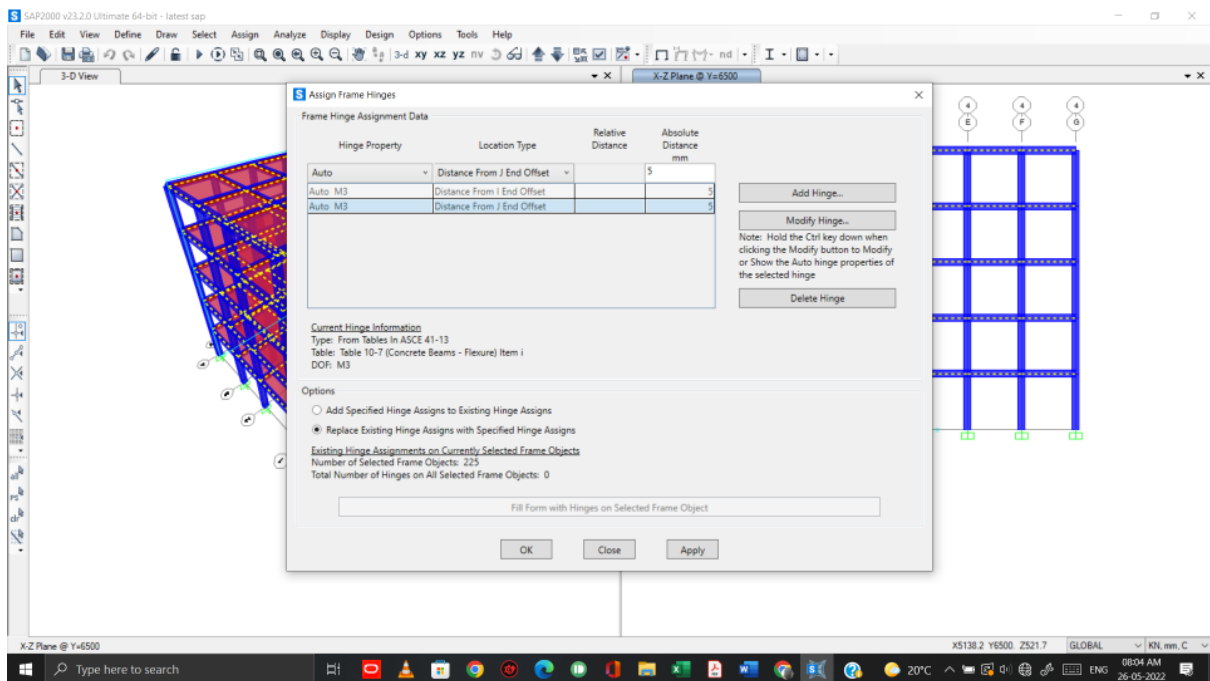 SAP2000 v23.2.0 Ultimate 64-bit - latest sap
File Edit View Define Draw Select Assign Analyze Display Design Options Tools Help
3-d xy xz yz nv nd
3-D View
X-Z Plane @ Y=6500
Assign Frame Hinges
Frame Hinge Assignment Data
Hinge Property Location Type Relative Distance Absolute Distance mm
Auto Distance From J End Offset 5
Auto M3 Distance From I End Offset 5
Auto M3 Distance From J End Offset 5
Add Hinge...
Modify Hinge...
Note: Hold the Ctrl key down when
clicking the Modify button to Modify
or Show the Auto hinge properties of
the selected hinge
Delete Hinge
Current Hinge Information
Type: From Tables In ASCE 41-13
Table: Table 10-7 (Concrete Beams - Flexure) Item i
DOF: M3
Options
Add Specified Hinge Assigns to Existing Hinge Assigns
Replace Existing Hinge Assigns with Specified Hinge Assigns
Existing Hinge Assignments on Currently Selected Frame Objects
Number of Selected Frame Objects: 225
Total Number of Hinges on All Selected Frame Objects: 0
Fill Form with Hinges on Selected Frame Object
OK Close Apply
4 4 4
E F G
all
PS
clr
X-Z Plane @ Y=6500
X5138.2 Y6500. Z521.7 GLOBAL KN, mm, C
Type here to search
20°C ENG 08:04 AM
26-05-2022